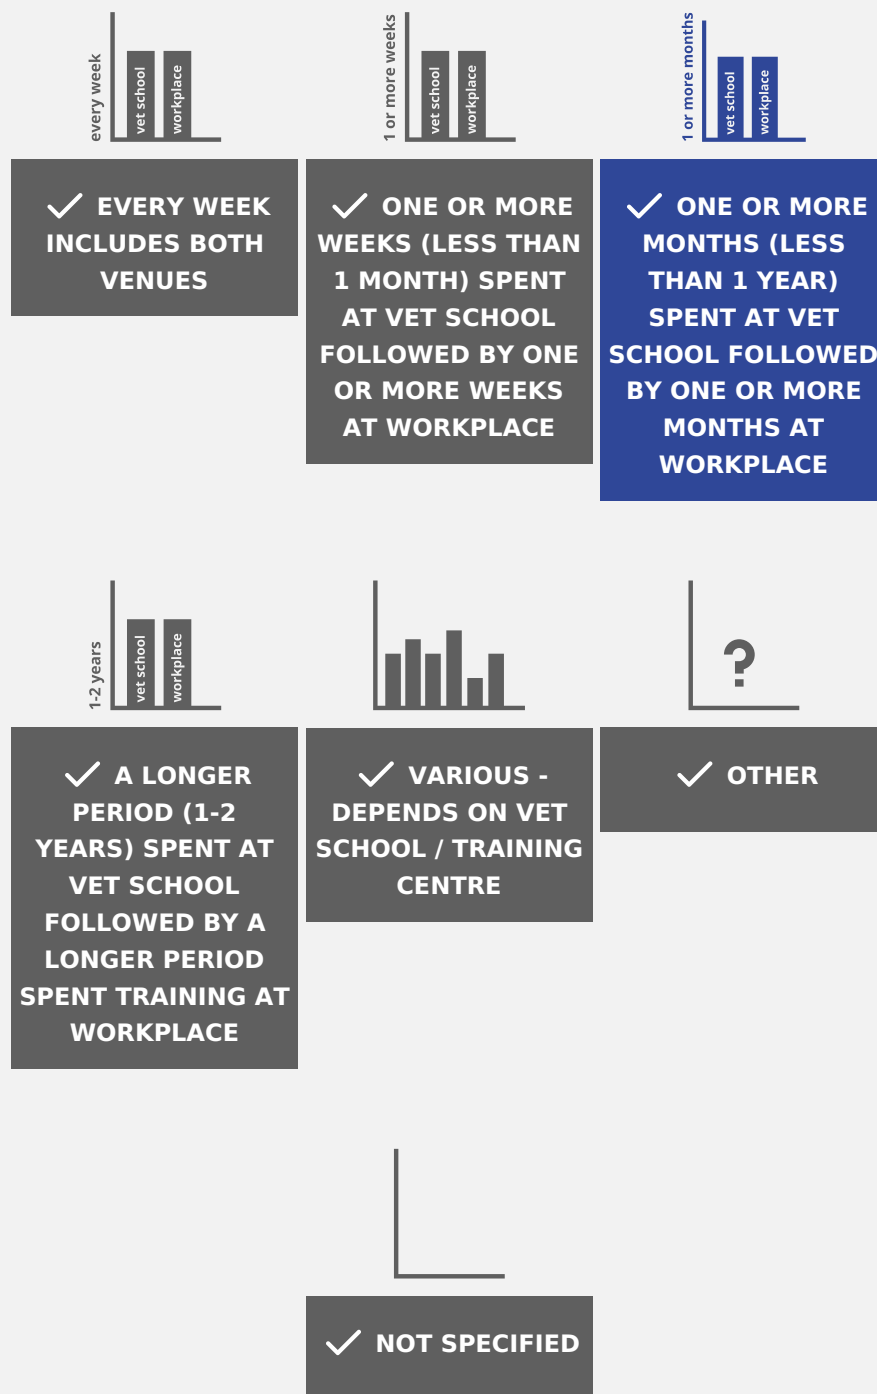 every week
vet school
workplace
1 or more weeks
vet school
workplace
1 or more months
vet school
workplace
EVERY WEEK
INCLUDES BOTH
VENUES
ONE OR MORE
WEEKS (LESS THAN
1 MONTH) SPENT
AT VET SCHOOL
FOLLOWED BY ONE
OR MORE WEEKS
AT WORKPLACE
ONE OR MORE
MONTHS (LESS
THAN 1 YEAR)
SPENT AT VET
SCHOOL FOLLOWED
BY ONE OR MORE
MONTHS AT
WORKPLACE
1-2 years
vet school
workplace
?
A LONGER
PERIOD (1-2
YEARS) SPENT AT
VET SCHOOL
FOLLOWED BY A
LONGER PERIOD
SPENT TRAINING AT
WORKPLACE
VARIOUS -
DEPENDS ON VET
SCHOOL / TRAINING
CENTRE
OTHER
NOT SPECIFIED